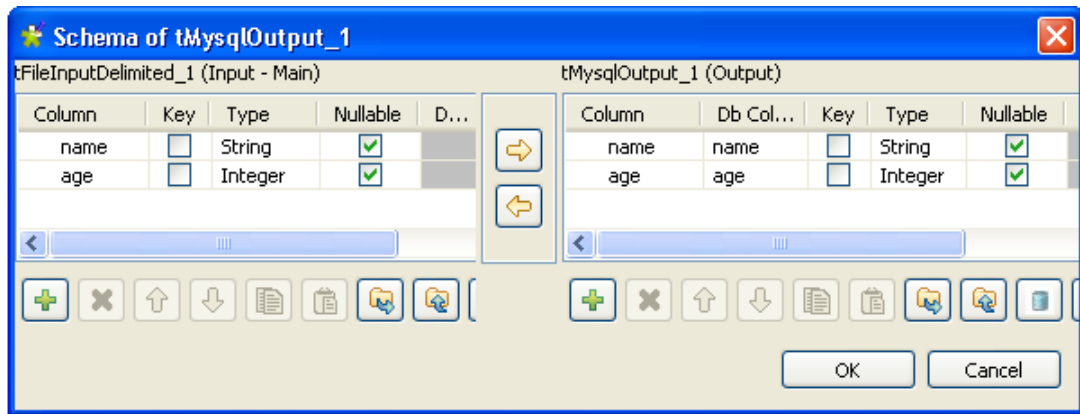 Schema of tMysqlOutput_1
tFileInputDelimited_1 (Input - Main)
tMysqlOutput_1 (Output)
Column Key Type Nullable D...
name String
age Integer
Column Db Col... Key Type Nullable
name name String
age age Integer
OK Cancel